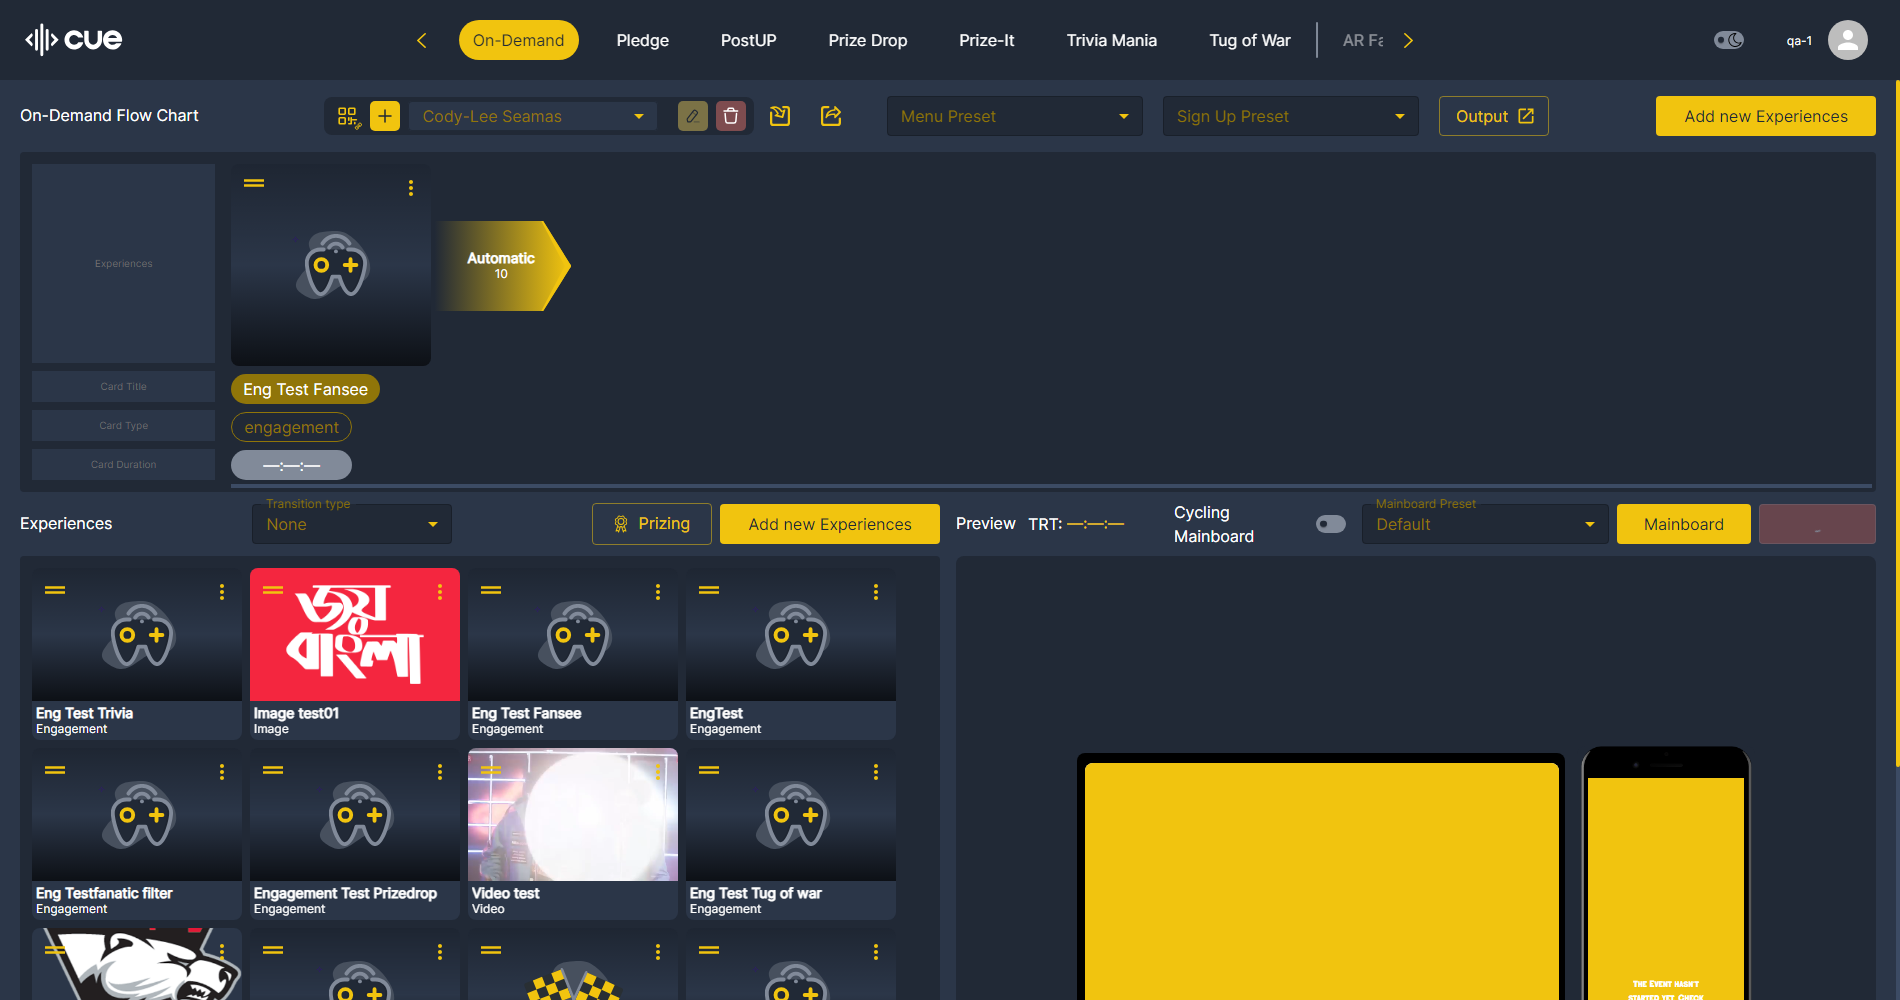 cue
On-Demand
Pledge
PostUP
Prize Drop
Prize-It
Trivia Mania
Tug of War
AR Fa
qa-1
On-Demand Flow Chart
Cody-Lee Seamas
Menu Preset
Sign Up Preset
Output
Add new Experiences
Experiences
Automatic
10
Card Title
Eng Test Fansee
Card Type
engagement
Card Duration
—:—:—
Experiences
Transition type
None
Prizing
Add new Experiences
Preview
TRT: —:—:—
Cycling
Mainboard
Mainboard Preset
Default
Mainboard
-
জয়
বাংলা
Eng Test Trivia
Engagement
Image test01
Image
Eng Test Fansee
Engagement
EngTest
Engagement
Eng Testfanatic filter
Engagement
Engagement Test Prizedrop
Engagement
Video test
Video
Eng Test Tug of war
Engagement
The Event hasn't
started yet. Check